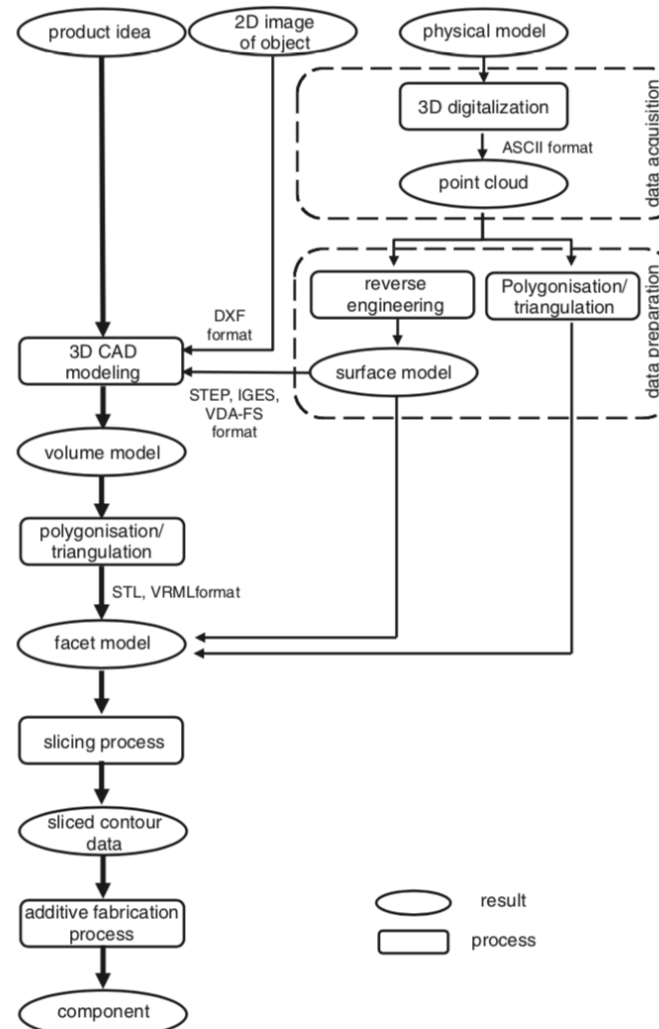 product idea
2D image
of object
physical model
3D digitalization
ASCII format
point cloud
data acquisition
reverse
engineering
Polygonisation/
triangulation
data preparation
DXF
format
3D CAD
modeling
surface model
STEP, IGES,
VDA-FS
format
volume model
polygonisation/
triangulation
STL, VRMLformat
facet model
slicing process
sliced contour
data
additive fabrication
process
component
result
process